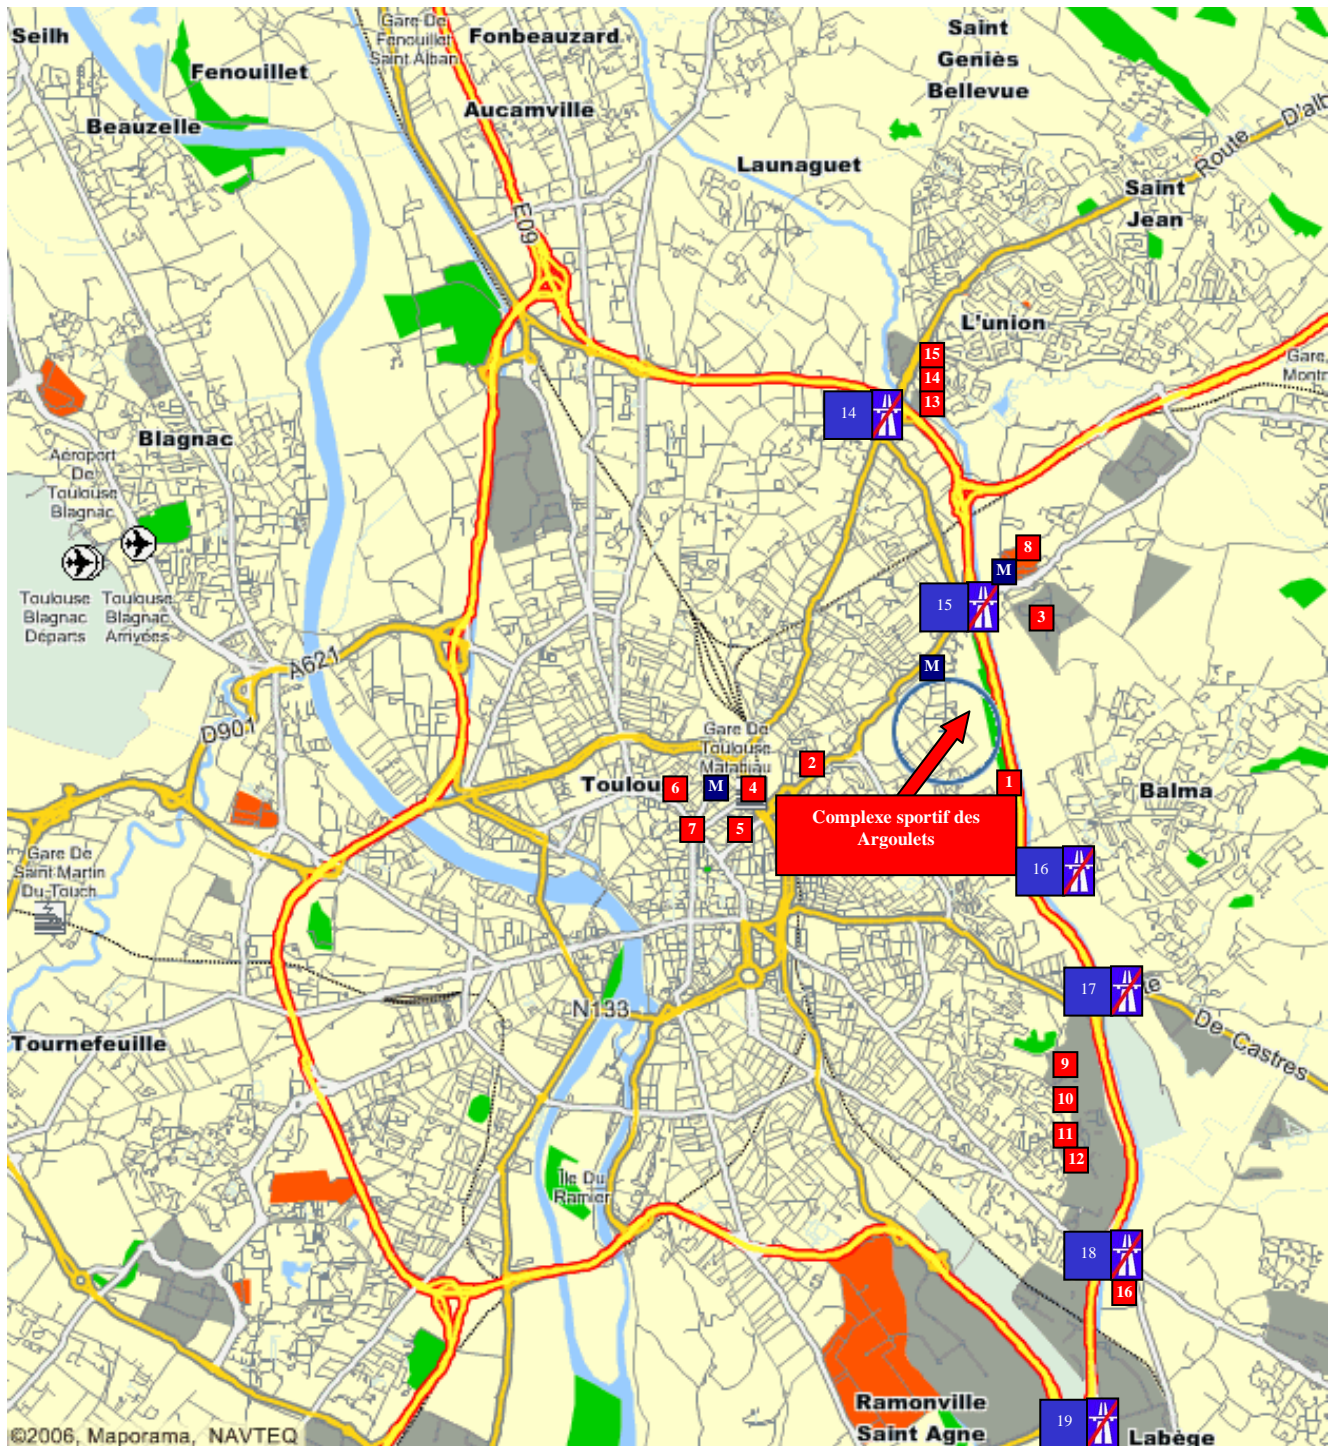 Seilh
Gare De
Fenouillet
Saint Alban
Fonbeauzard
Saint
Geniès
Bellevue
Fenouillet
Aucamville
Beauzelle
D'alb
Route
Launaguet
Saint
Jean
E09
L'union
15
14
13
14
Gare,
Montr
Blagnac
Aéroport
De
Toulouse
Blagnac
8
M
15
3
Toulouse
Blagnac
Départs
Toulouse
Blagnac
Arrivées
A621
M
D901
Gare De
Toulouse
Matabiau
2
1
Toulou
6
M
4
Balma
7
5
Complexe sportif des
Argoulets
16
Gare De
Saint Martin
Du Touch
17
te
N133
De Castres
Tournefeuille
9
10
11
12
Île Du
Ramier
18
16
Ramonville
Saint Agne
19
Labège
©2006, Maporama, NAVTEQ